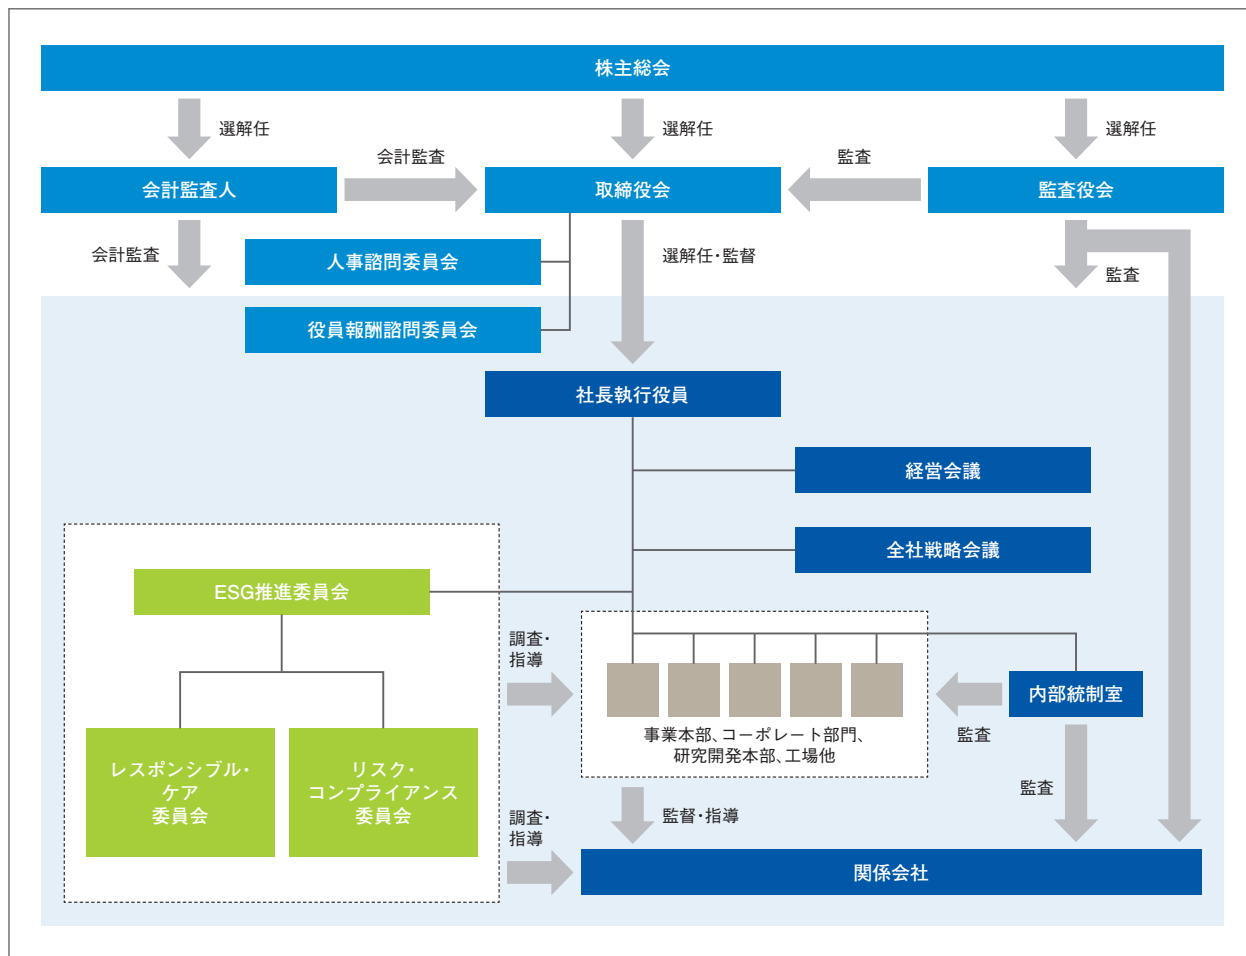 株主総会
選解任
選解任
選解任
会計監査
監査
会計監査人
取締役会
監査役会
会計監査
人事諮問委員会
選解任・監督
監査
役員報酬諮問委員会
社長執行役員
経営会議
全社戦略会議
ESG推進委員会
調査・
指導
内部統制室
事業本部、コーポレート部門、
研究開発本部、工場他
監査
レスポンシブル・
ケア
委員会
リスク・
コンプライアンス
委員会
監査
調査・
指導
監督・指導
関係会社